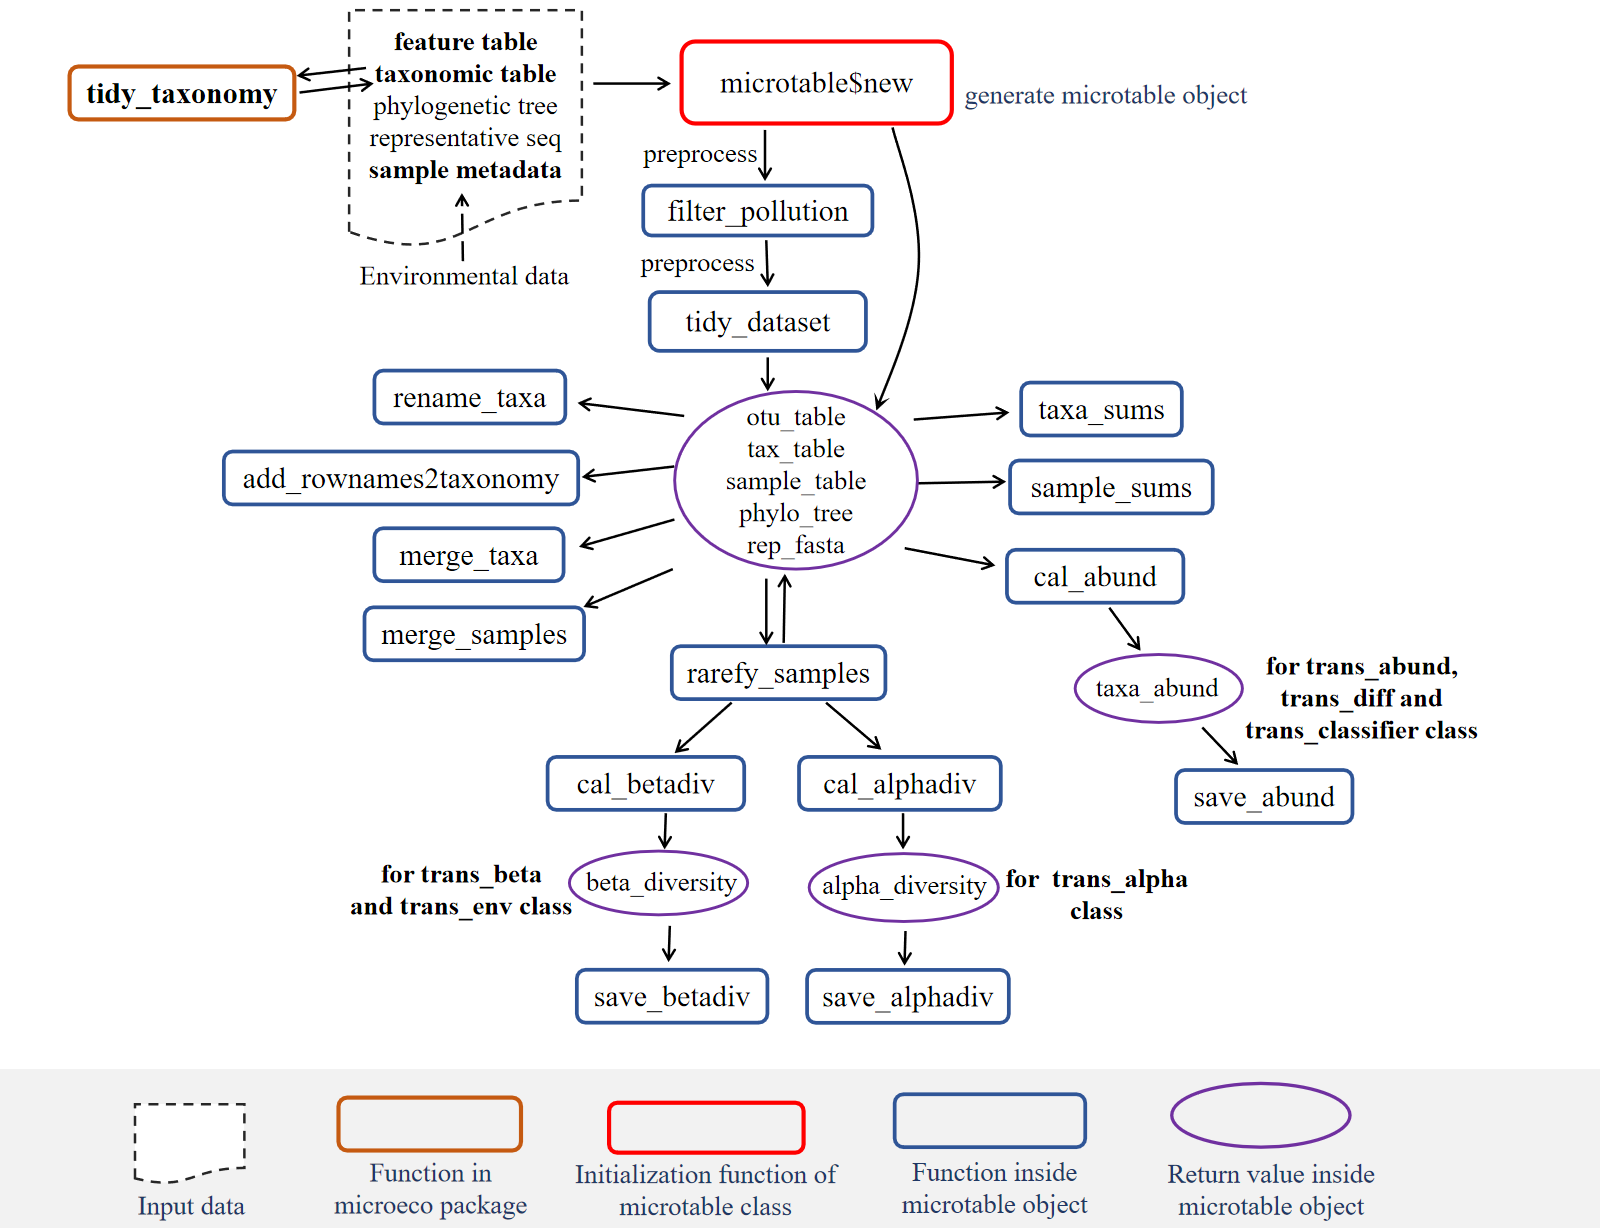 feature table
taxonomic table
phylogenetic tree
representative seq
sample metadata
tidy_taxonomy
Environmental data
microtable$new
generate microtable object
preprocess
filter_pollution
preprocess
tidy_dataset
otu_table
tax_table
sample_table
phylo_tree
rep_fasta
rename_taxa
add_rownames2taxonomy
merge_taxa
merge_samples
taxa_sums
sample_sums
cal_abund
taxa_abund
for trans_abund,
trans_diff and
trans_classifier class
save_abund
rarefy_samples
cal_betadiv
cal_alphadiv
for trans_beta
and trans_env class
beta_diversity
alpha_diversity
for trans_alpha
class
save_betadiv
save_alphadiv
Input data
Function in
microeco package
Initialization function of
microtable class
Function inside
microtable object
Return value inside
microtable object